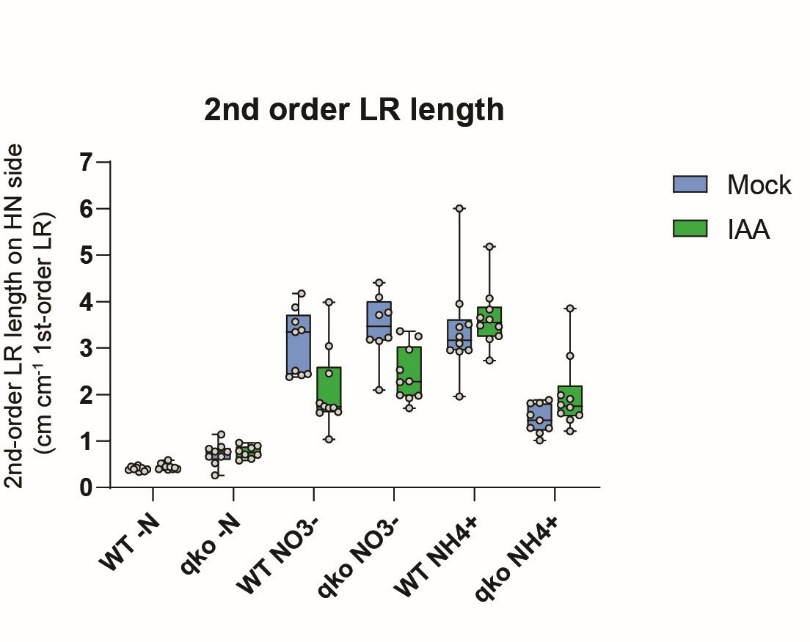 2nd order LR length
2nd-order LR length on HN side
(cm cm⁻¹ 1st-order LR)
7
6
5
4
3
2
1
0
WT -N
qko -N
WT NO3-
qko NO3-
WT NH4+
qko NH4+
Mock
IAA